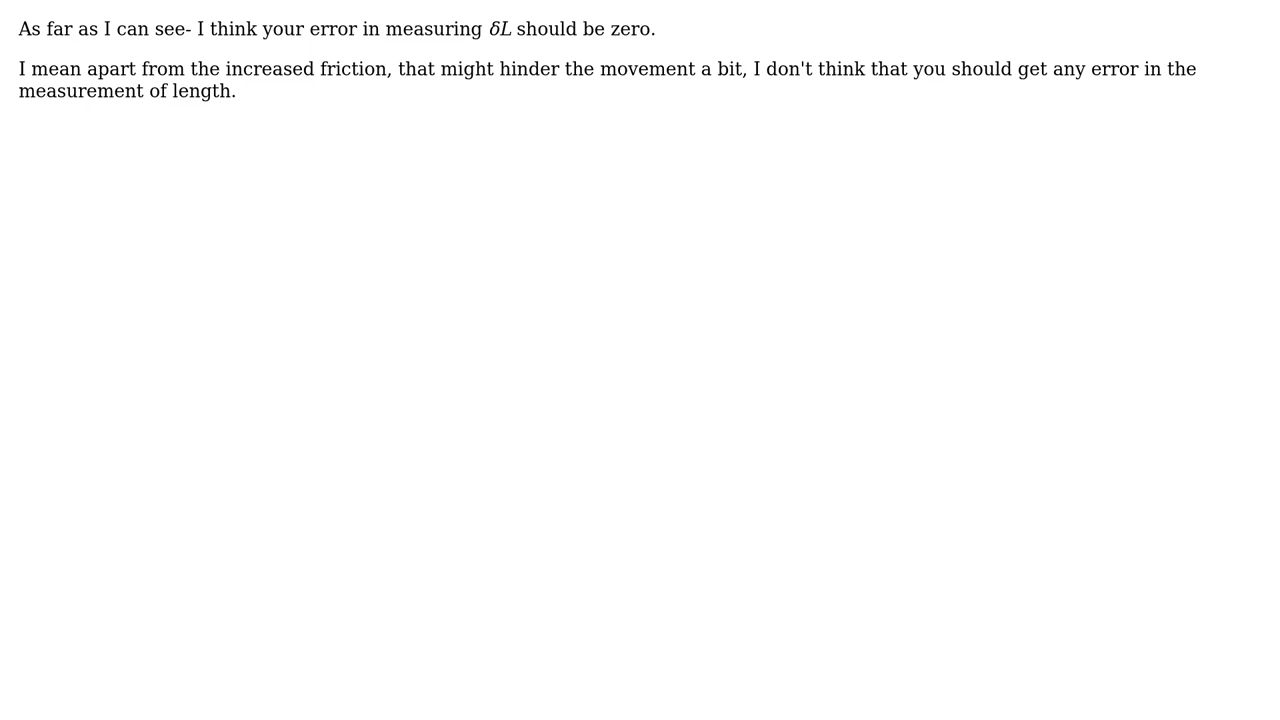 As far as I can see- I think your error in measuring δL should be zero.
I mean apart from the increased friction, that might hinder the movement a bit, I don't think that you should get any error in the
measurement of length.